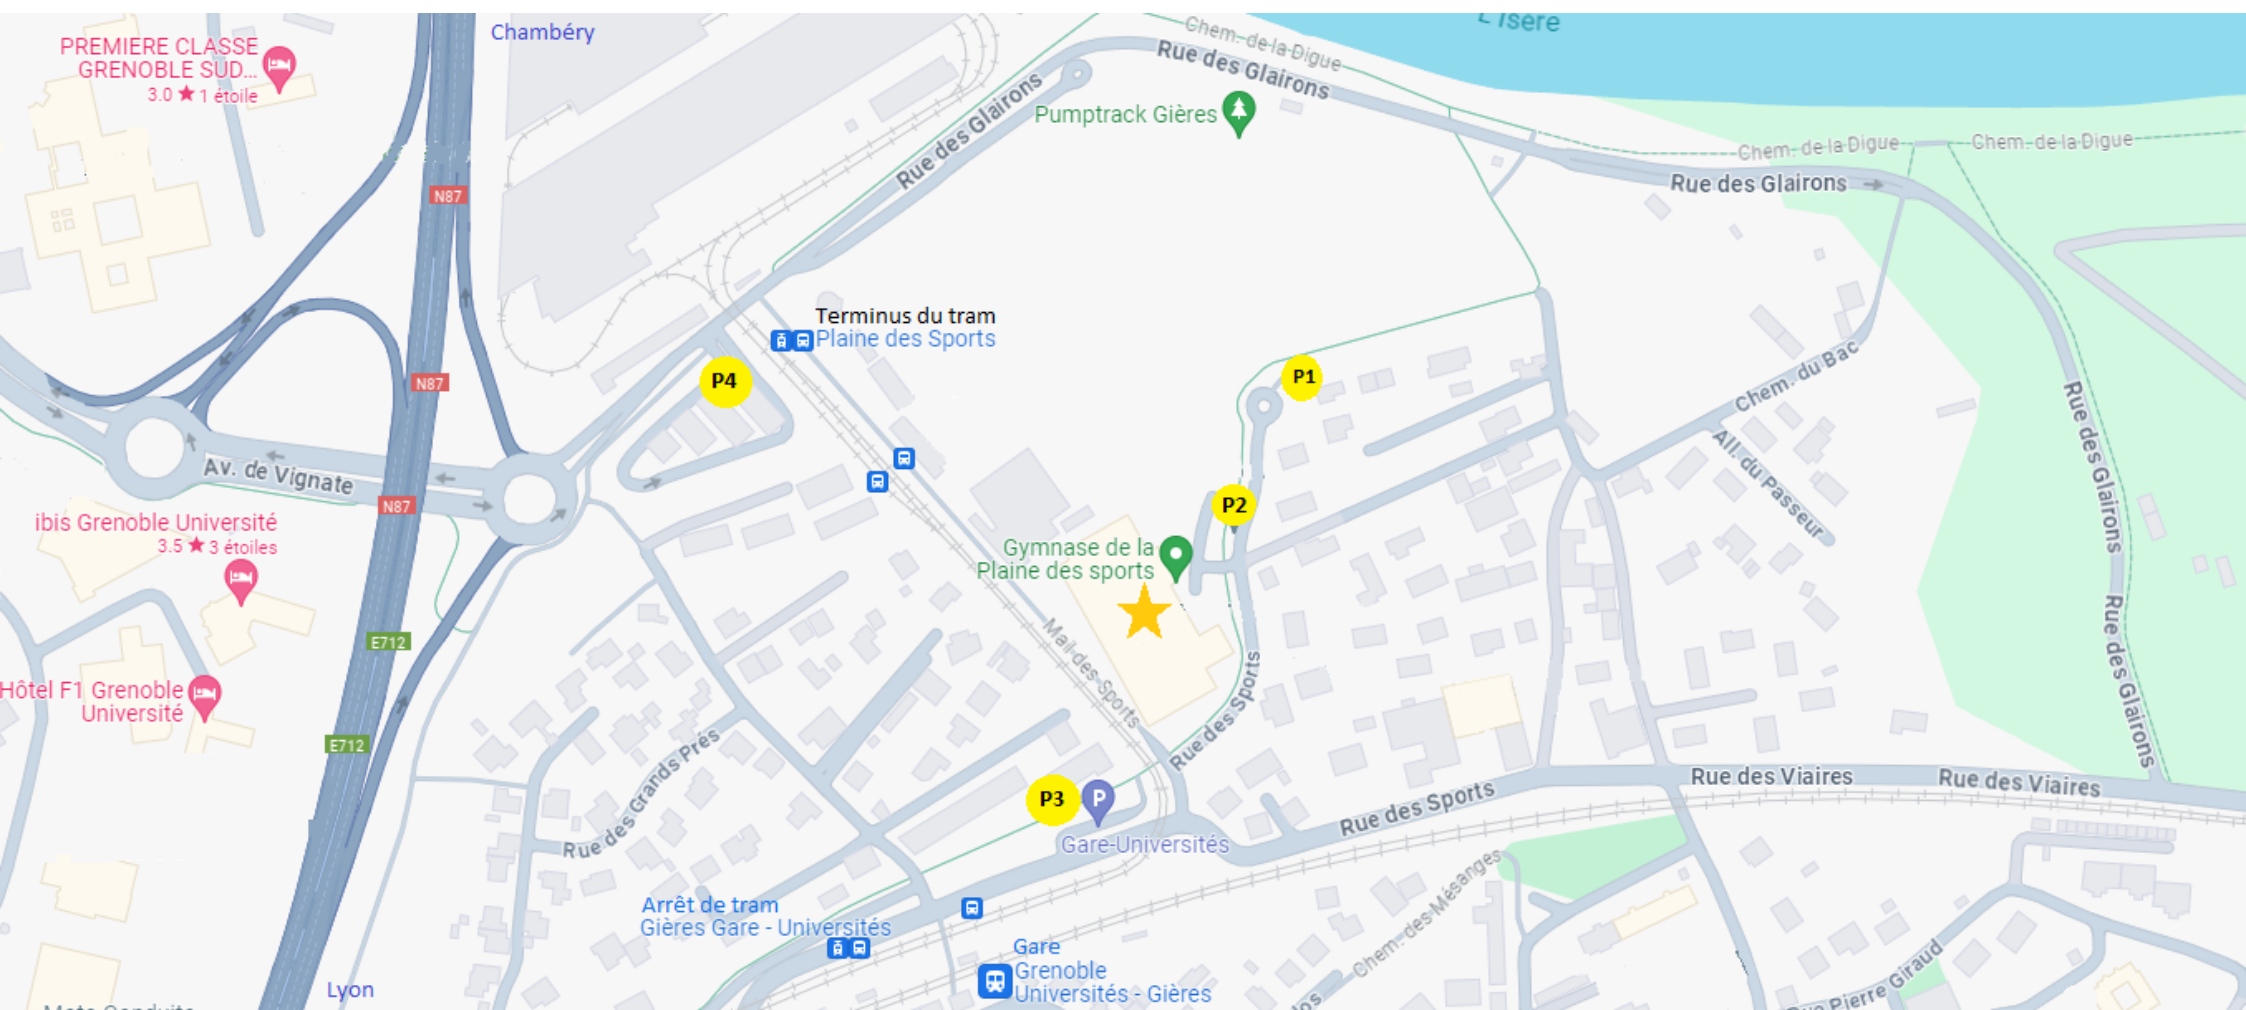 L'Isère
Chambéry
PREMIERE CLASSE
GRENOBLE SUD...
3.0 ★ 1 étoile
Chem. de la Digue
Rue des Glairons
Rue des Glairons
Pumptrack Gières
Chem. de la Digue
Chem. de la Digue
Rue des Glairons
N87
Terminus du tram
Plaine des Sports
P4
P1
N87
Chem. du Bac
Rue des Glairons
All. du Passeur
Av. de Vignate
N87
P2
ibis Grenoble Université
3.5 ★ 3 étoiles
Gymnase de la
Plaine des sports
E712
Mail des Sports
Rue des Glairons
Hôtel F1 Grenoble
Université
E712
Rue des Sports
Rue des Grands Prés
P3
P
Gare-Universités
Rue des Sports
Rue des Viaires
Rue des Viaires
Arrêt de tram
Gières Gare - Universités
Chem. des Mésanges
Gare
Grenoble
Universités - Gières
Rue Pierre Giraud
Lyon